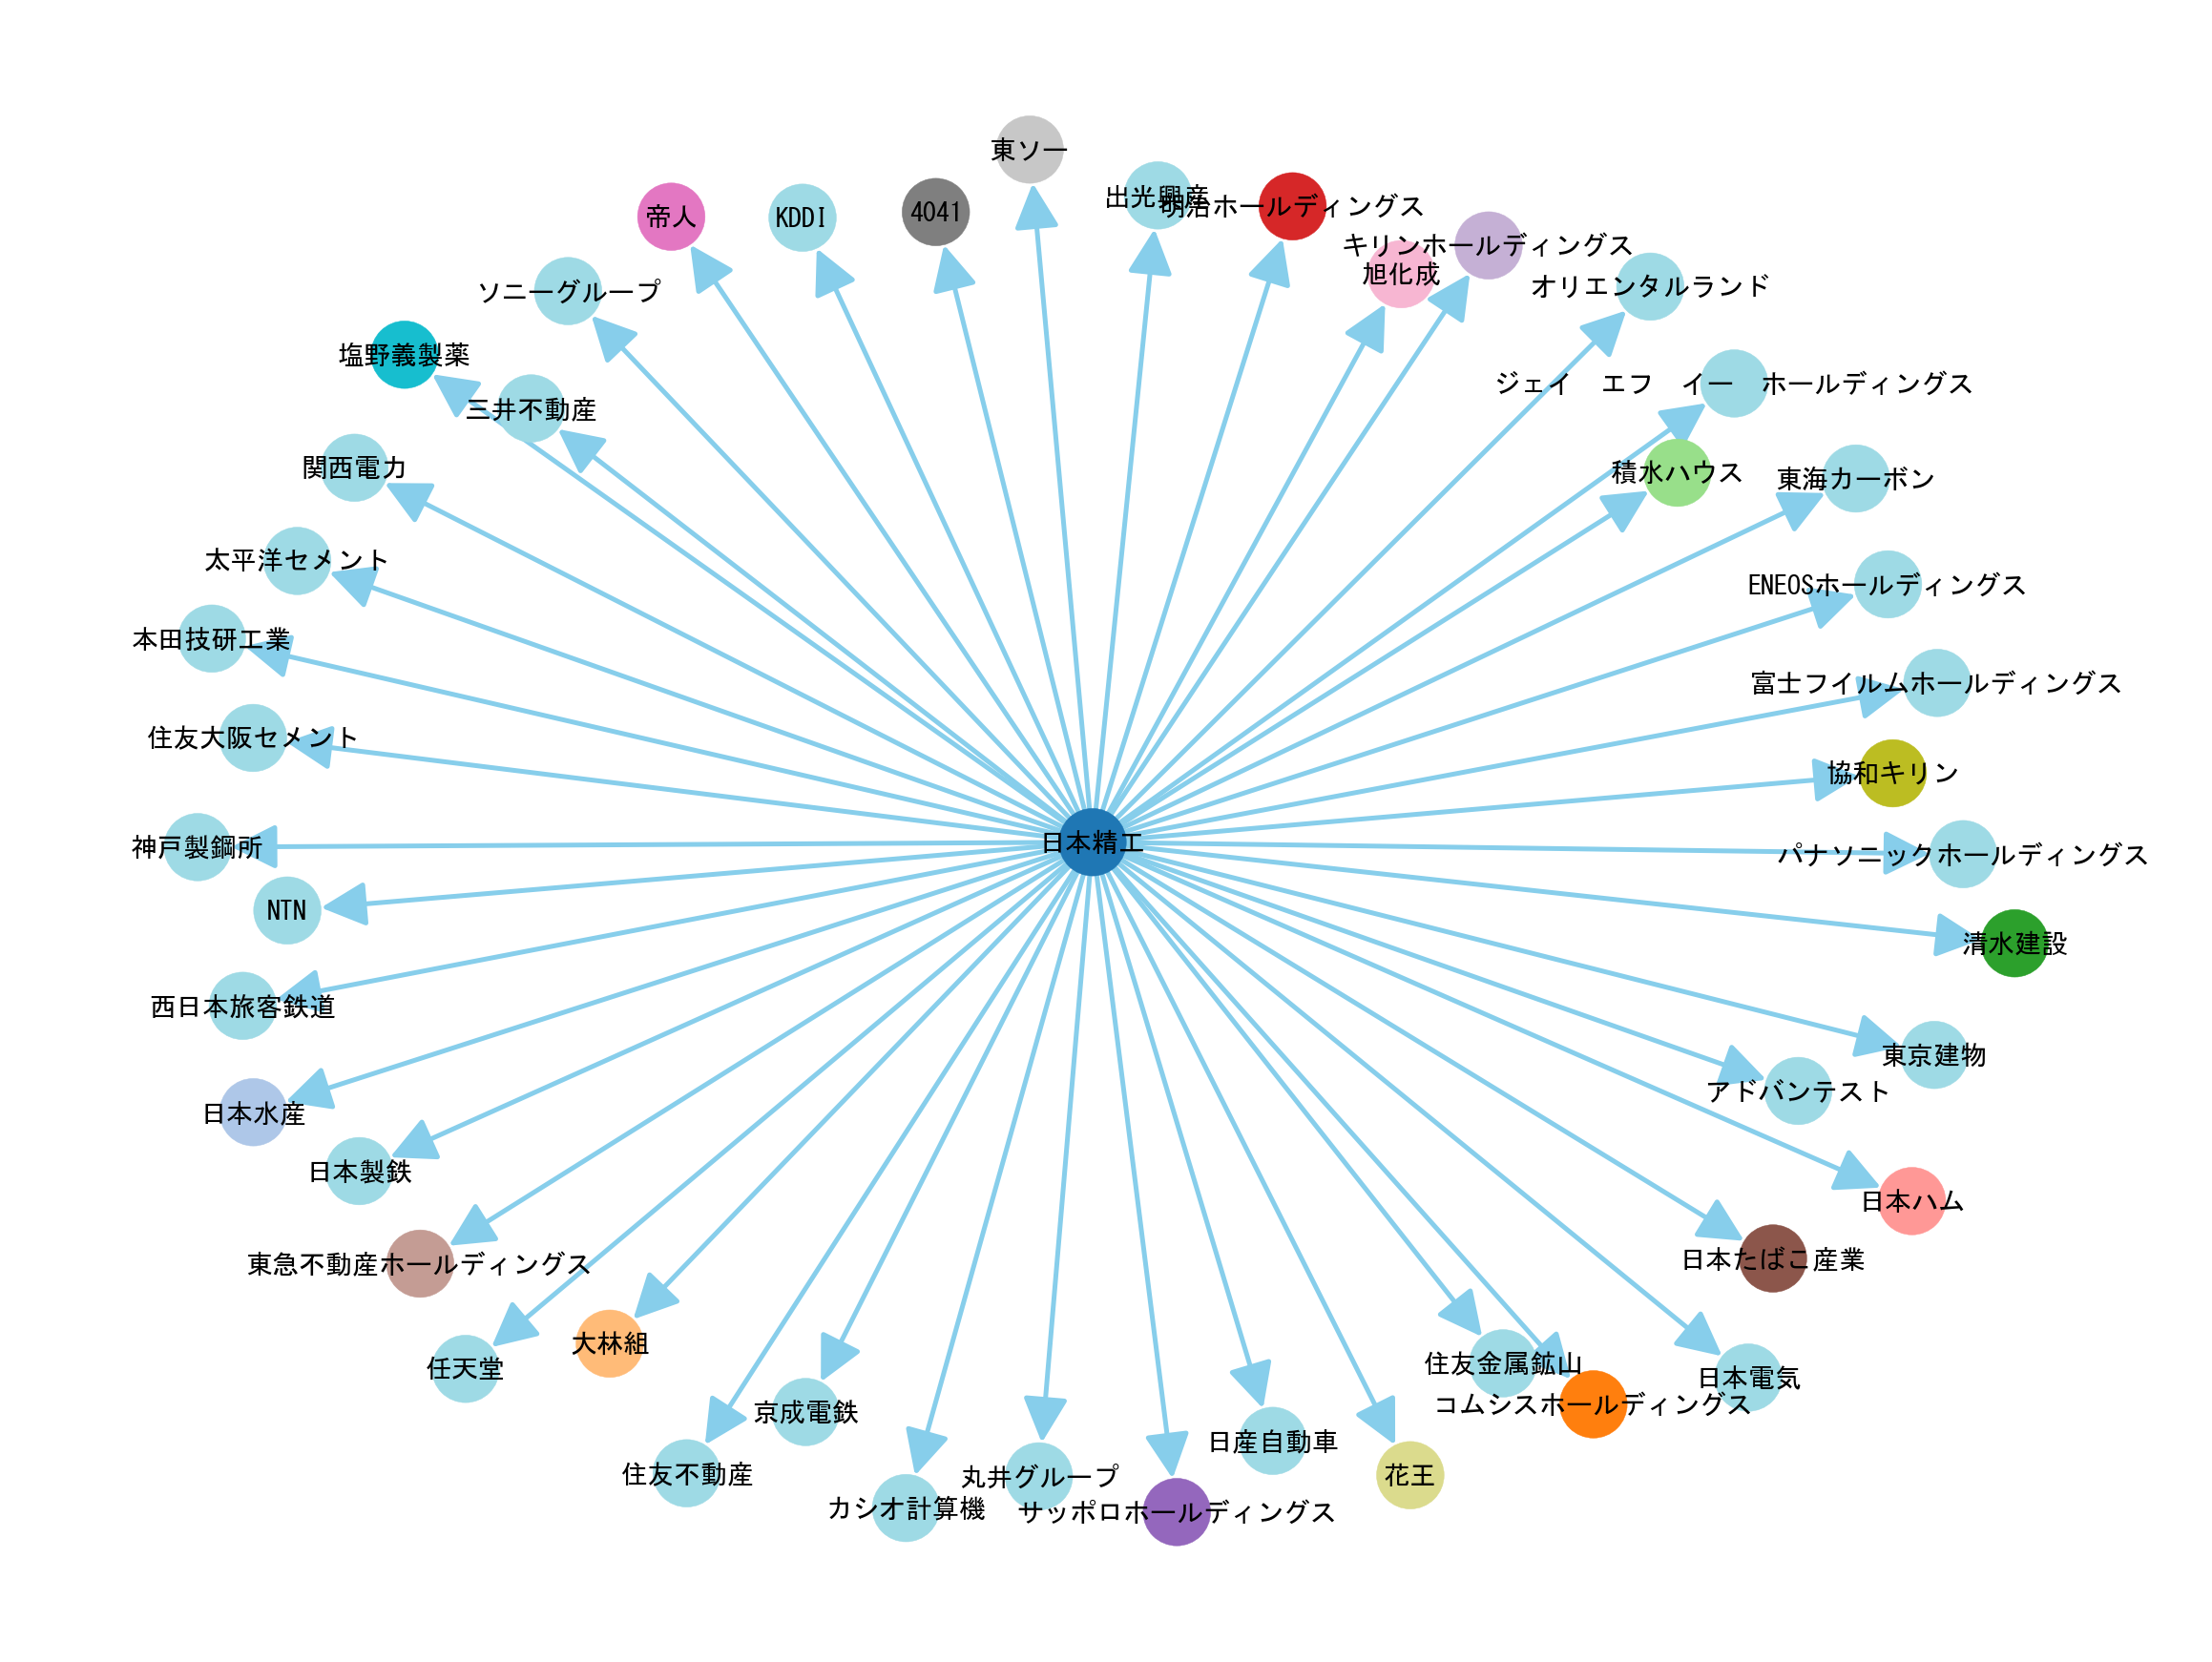 東ソー
出光興産
明治ホールディングス
帝人
KDDI
4041
キリンホールディングス
旭化成
ソニーグループ
オリエンタルランド
塩野義製薬
ジェイ　エフ　イー　ホールディングス
三井不動産
関西電力
積水ハウス
東海カーボン
太平洋セメント
ENEOSホールディングス
本田技研工業
富士フイルムホールディングス
住友大阪セメント
協和キリン
日本精工
神戸製鋼所
パナソニックホールディングス
NTN
清水建設
西日本旅客鉄道
東京建物
アドバンテスト
日本水産
日本製鉄
日本ハム
日本たばこ産業
東急不動産ホールディングス
大林組
任天堂
住友金属鉱山
日本電気
コムシスホールディングス
京成電鉄
日産自動車
住友不動産
丸井グループ
花王
カシオ計算機
サッポロホールディングス